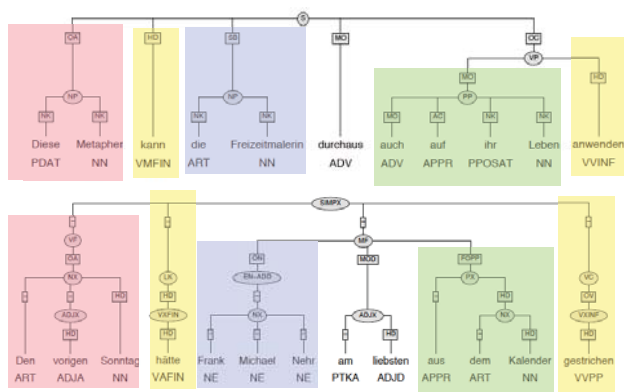 S
OA HD SB MO OC
VP
MO HD
NP NP PP
NK NK NK NK MO AC NK NK
Diese Metapher kann die Freizeitmalerin durchaus auch auf ihr Leben anwenden
PDAT NN VMFIN ART NN ADV ADV APPR PPOSAT NN VVINF
SIMPX
- - - -
VF MF
OA ON MOD FOPP
NX LK EN-ADD PX VC
- - HD HD - - HD OV
ADJX VXFIN NX ADJX NX VXINF
HD HD - - - - HD - HD HD
Den vorigen Sonntag hätte Frank Michael Nehr am liebsten aus dem Kalender gestrichen
ART ADJA NN VAFIN NE NE NE PTKA ADJD APPR ART NN VVPP